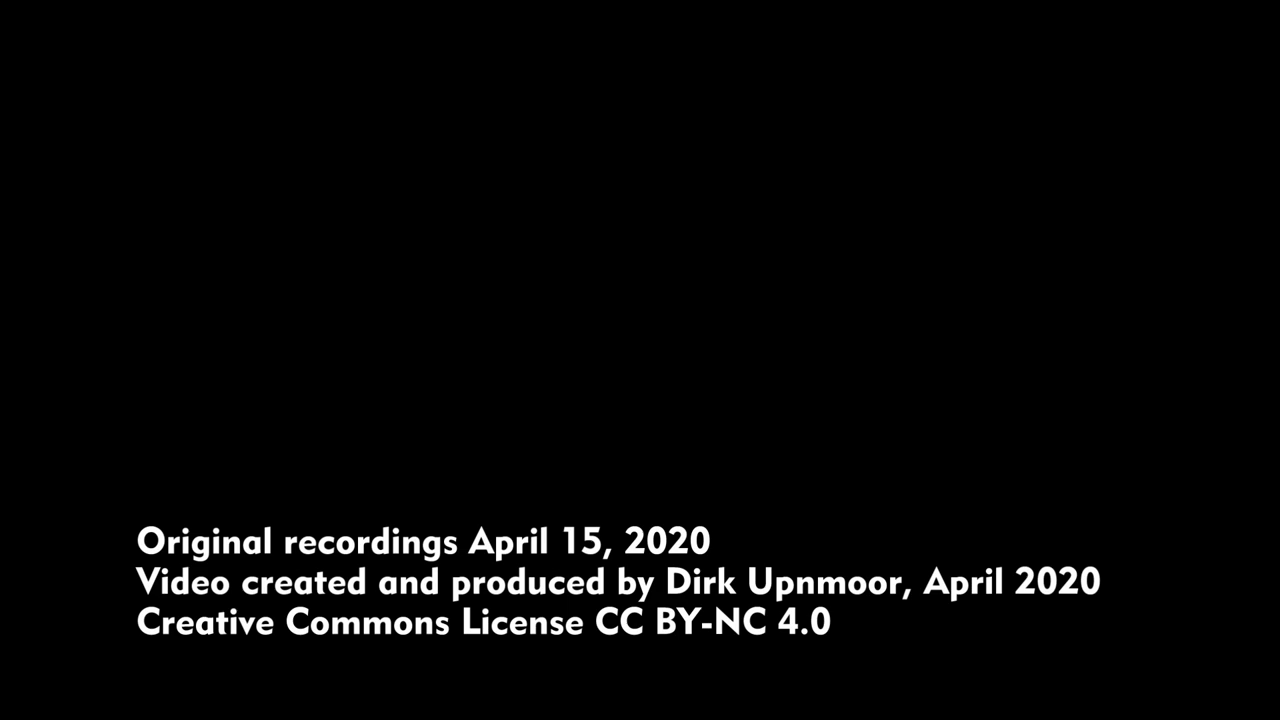 Original recordings April 15, 2020
Video created and produced by Dirk Upnmoor, April 2020
Creative Commons License CC BY-NC 4.0